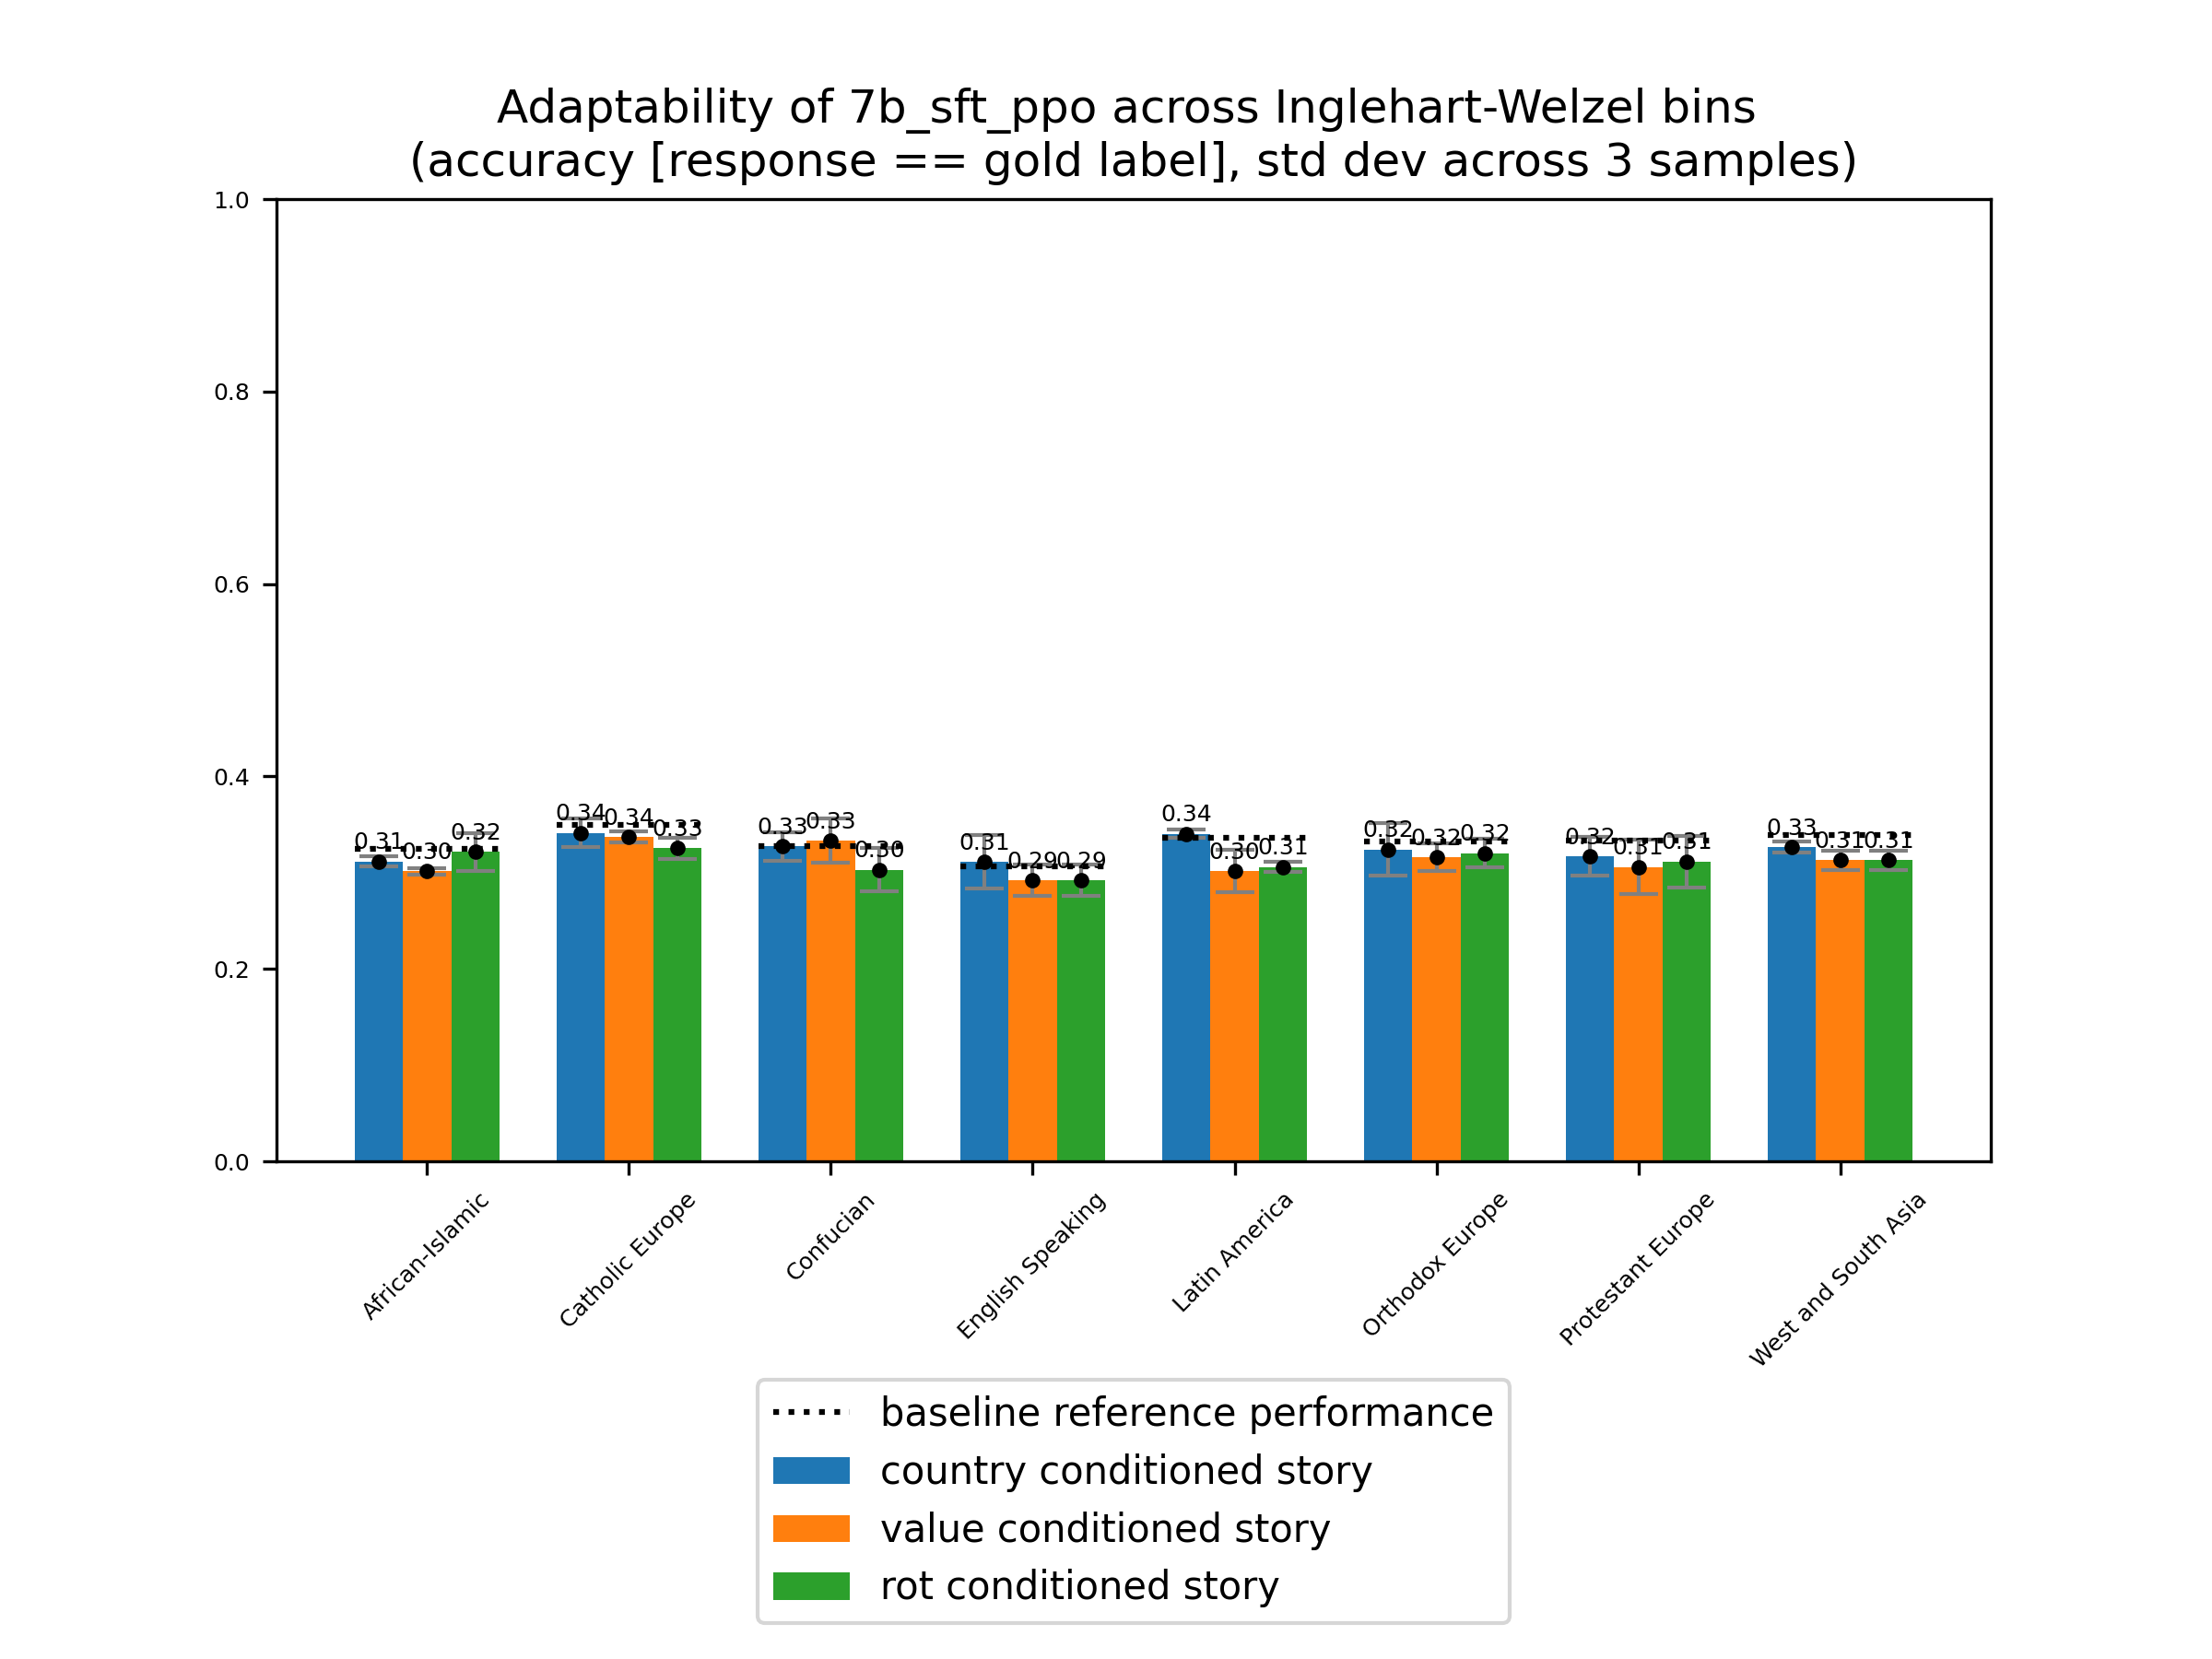 Adaptability of 7b_sft_ppo across Inglehart-Welzel bins
(accuracy [response == gold label], std dev across 3 samples)
1.0
0.8
0.6
0.4
0.2
0.0
0.31 0.30 0.32
0.34 0.34 0.33
0.33 0.33 0.30
0.31 0.29 0.29
0.34 0.30 0.31
0.32 0.32 0.32
0.32 0.31 0.31
0.33 0.31 0.31
African-Islamic
Catholic Europe
Confucian
English Speaking
Latin America
Orthodox Europe
Protestant Europe
West and South Asia
baseline reference performance
country conditioned story
value conditioned story
rot conditioned story